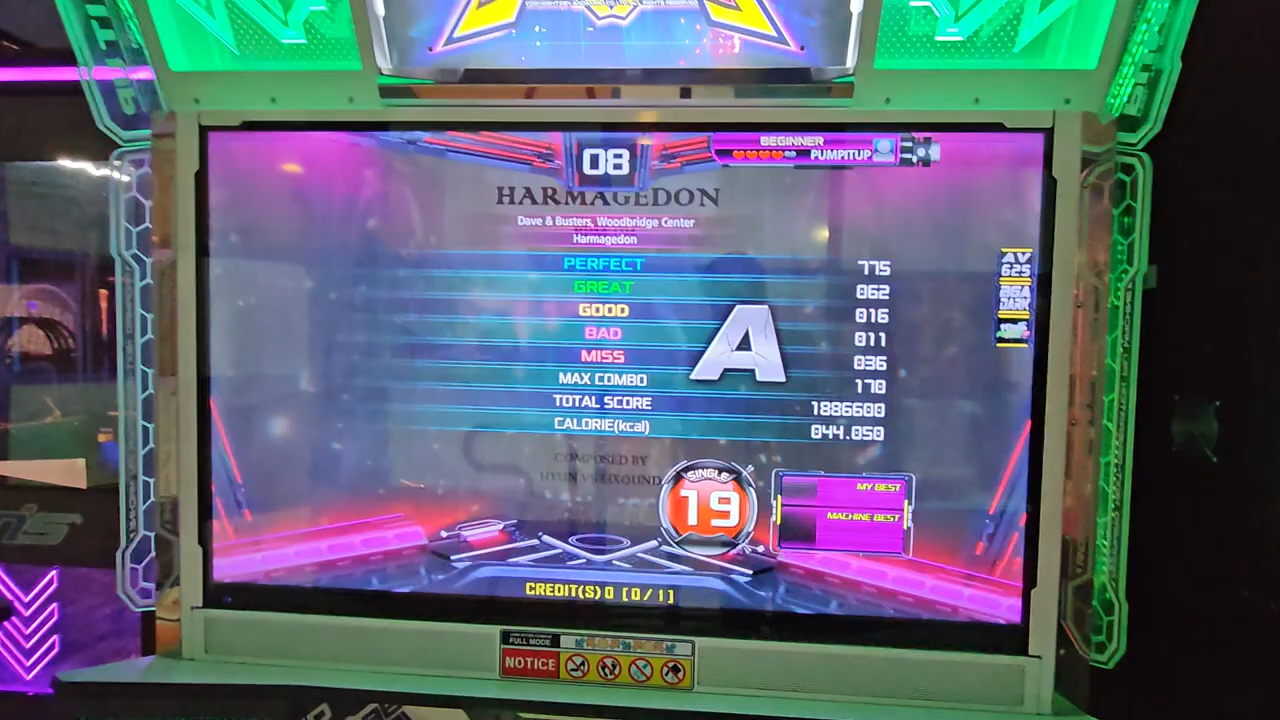 08
BEGINNER
PUMPITUP
HARMAGEDON
Dave & Busters, Woodbridge Center
Harmagedon
PERFECT 775
GREAT 062
GOOD 016
BAD 011
MISS 036
MAX COMBO 170
TOTAL SCORE 1886600
CALORIE(kcal) 044.050
A
AV
625
BGA
DARK
COMPOSED BY
SINGLE
19
MY BEST
MACHINE BEST
CREDIT(S) 0 [0/1]
FULL MODE
NOTICE